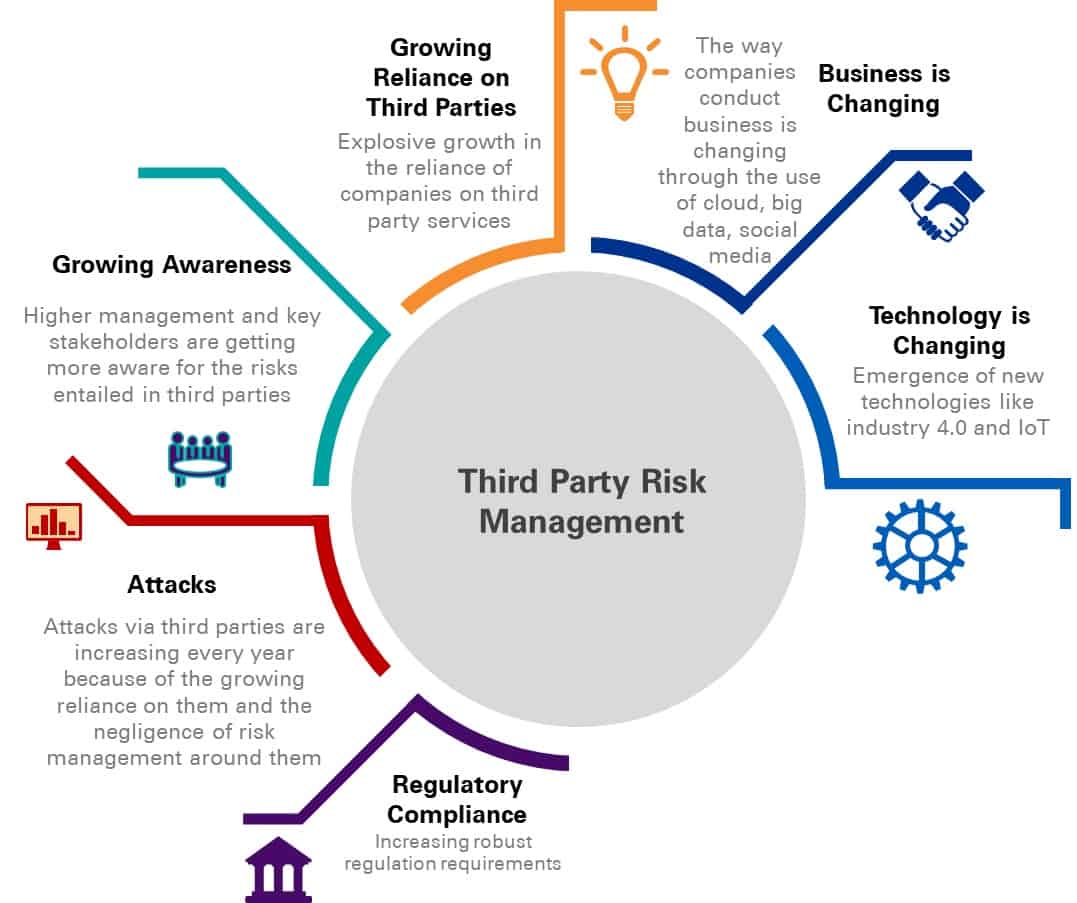 Growing
Reliance on
Third Parties
Explosive growth in
the reliance of
companies on third
party services
The way
companies
conduct
business is
changing
through the use
of cloud, big
data, social
media
Business is
Changing
Growing Awareness
Higher management and key
stakeholders are getting
more aware for the risks
entailed in third parties
Technology is
Changing
Emergence of new
technologies like
industry 4.0 and IoT
Third Party Risk
Management
Attacks
Attacks via third parties are
increasing every year
because of the growing
reliance on them and the
negligence of risk
management around them
Regulatory
Compliance
Increasing robust
regulation requirements